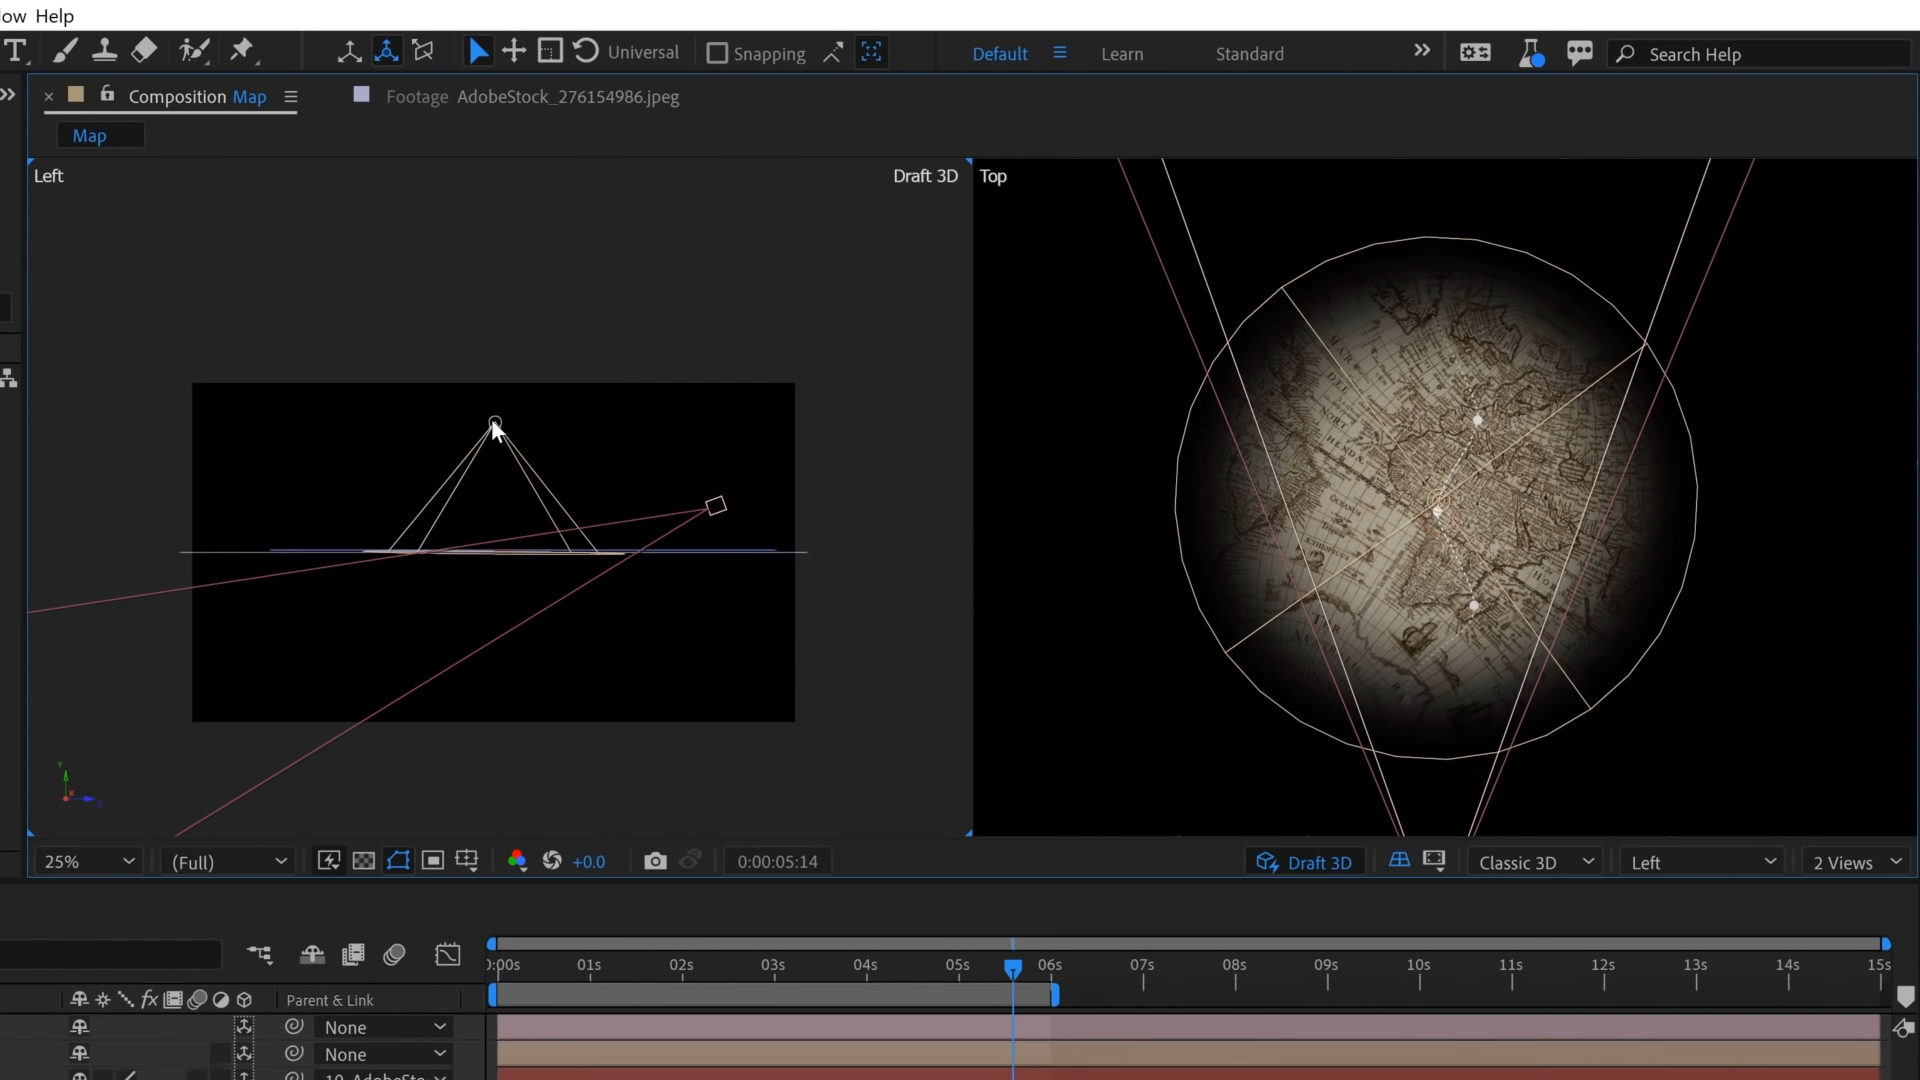 low Help
Universal Snapping Default Learn Standard Search Help
Composition Map Footage AdobeStock_276154986.jpeg
Map
Left Draft 3D Top
25% (Full) +0.0 0:00:05:14 Draft 3D Classic 3D Left 2 Views
0:00s 01s 02s 03s 04s 05s 06s 07s 08s 09s 10s 11s 12s 13s 14s 15s
fx Parent & Link
None
None